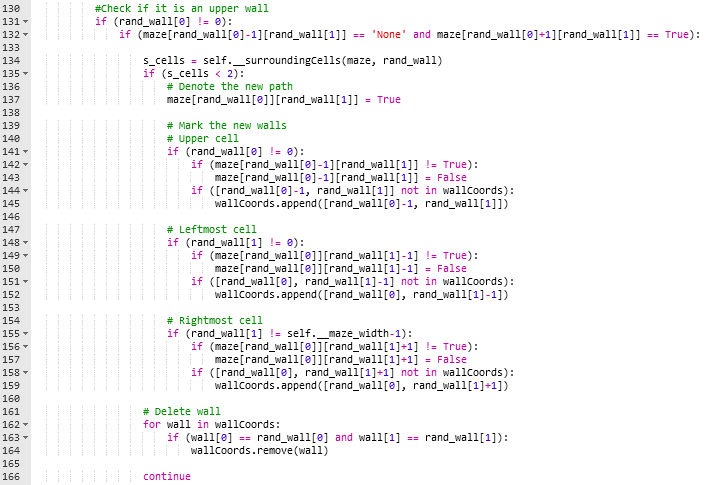 130 #Check if it is an upper wall
131 if (rand_wall[0] != 0):
132 if (maze[rand_wall[0]-1][rand_wall[1]] == 'None' and maze[rand_wall[0]+1][rand_wall[1]] == True):
133
134 s_cells = self.__surroundingCells(maze, rand_wall)
135 if (s_cells < 2):
136 # Denote the new path
137 maze[rand_wall[0]][rand_wall[1]] = True
138
139 # Mark the new walls
140 # Upper cell
141 if (rand_wall[0] != 0):
142 if (maze[rand_wall[0]-1][rand_wall[1]] != True):
143 maze[rand_wall[0]-1][rand_wall[1]] = False
144 if ([rand_wall[0]-1, rand_wall[1]] not in wallCoords):
145 wallCoords.append([rand_wall[0]-1, rand_wall[1]])
146
147 # Leftmost cell
148 if (rand_wall[1] != 0):
149 if (maze[rand_wall[0]][rand_wall[1]-1] != True):
150 maze[rand_wall[0]][rand_wall[1]-1] = False
151 if ([rand_wall[0], rand_wall[1]-1] not in wallCoords):
152 wallCoords.append([rand_wall[0], rand_wall[1]-1])
153
154 # Rightmost cell
155 if (rand_wall[1] != self.__maze_width-1):
156 if (maze[rand_wall[0]][rand_wall[1]+1] != True):
157 maze[rand_wall[0]][rand_wall[1]+1] = False
158 if ([rand_wall[0], rand_wall[1]+1] not in wallCoords):
159 wallCoords.append([rand_wall[0], rand_wall[1]+1])
160
161 # Delete wall
162 for wall in wallCoords:
163 if (wall[0] == rand_wall[0] and wall[1] == rand_wall[1]):
164 wallCoords.remove(wall)
165
166 continue